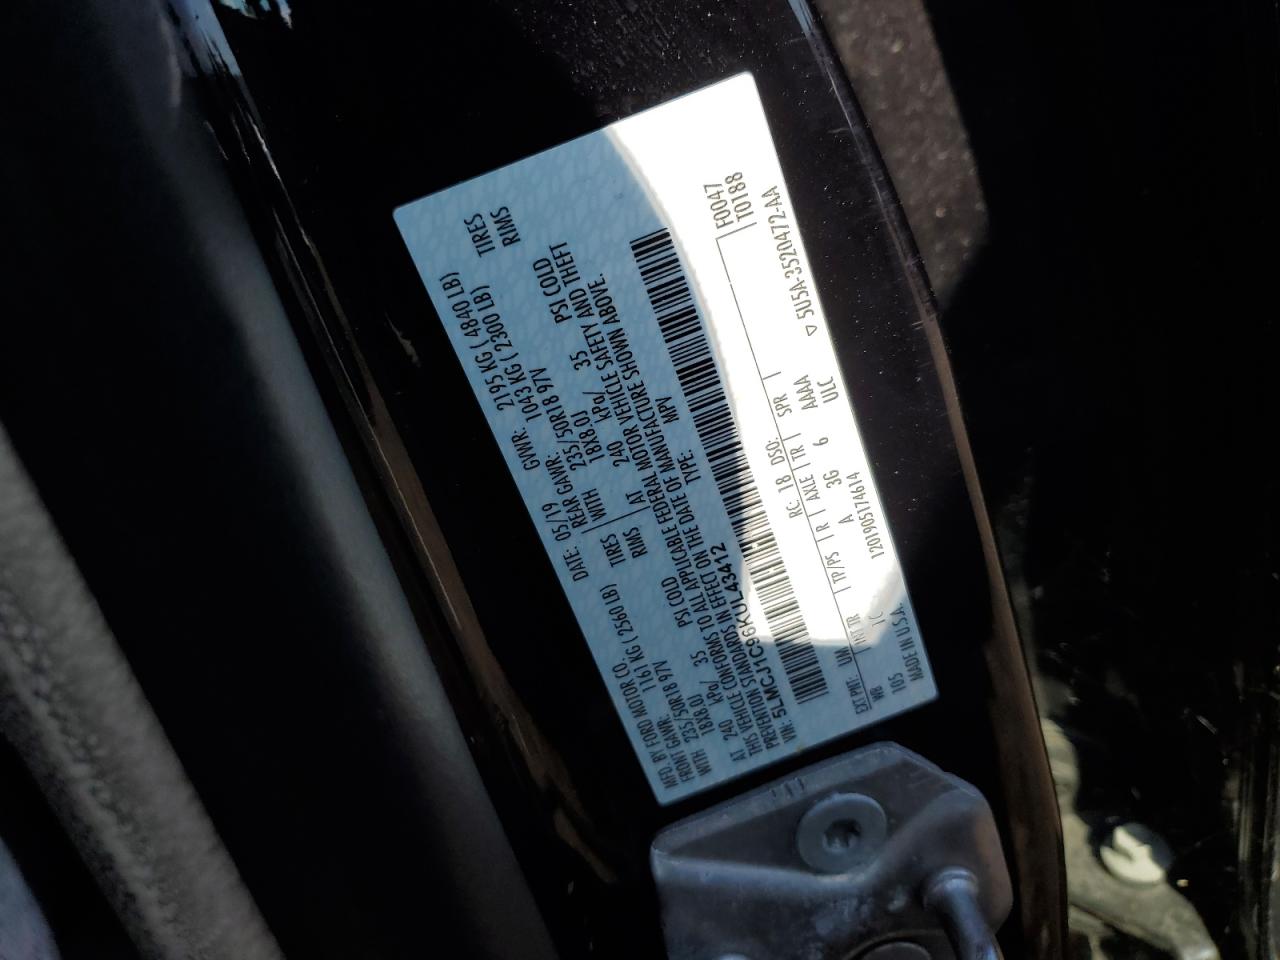 MFD. BY FORD MOTOR CO. DATE: 05/19 GVWR: 2195 KG ( 4840 LB)
FRONT GAWR: 1161 KG ( 2560 LB) REAR GAWR: 1043 KG ( 2300 LB)
WITH 235/50R18 97V TIRES WITH 235/50R18 97V TIRES
18X8.0J RIMS 18X8.0J RIMS
AT 240 kPa/ 35 PSI COLD AT 240 kPa/ 35 PSI COLD
THIS VEHICLE CONFORMS TO ALL APPLICABLE FEDERAL MOTOR VEHICLE SAFETY AND THEFT
PREVENTION STANDARDS IN EFFECT ON THE DATE OF MANUFACTURE SHOWN ABOVE.
VIN: 5LMCJ1C96KUL43412 TYPE: MPV
F0047
T0188
EXT PNT: UM RC: 18 DSO:
WB INT TR TP/PS R AXLE TR SPR
105 1C A 3G 6 AAAA
MADE IN U.S.A. 1201905174614 ULC ▽ 5U5A-3520472-AA